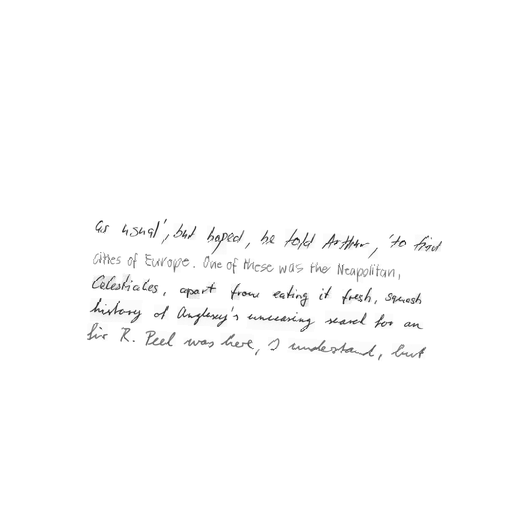 as usual', but hoped, he told Arthur, 'to find
cities of Europe. One of these was the Neapolitan,
Celestiales, apart from eating it fresh, squash
history of Anglesey's unceasing search for an
Sir R. Peel was here, I understand, but